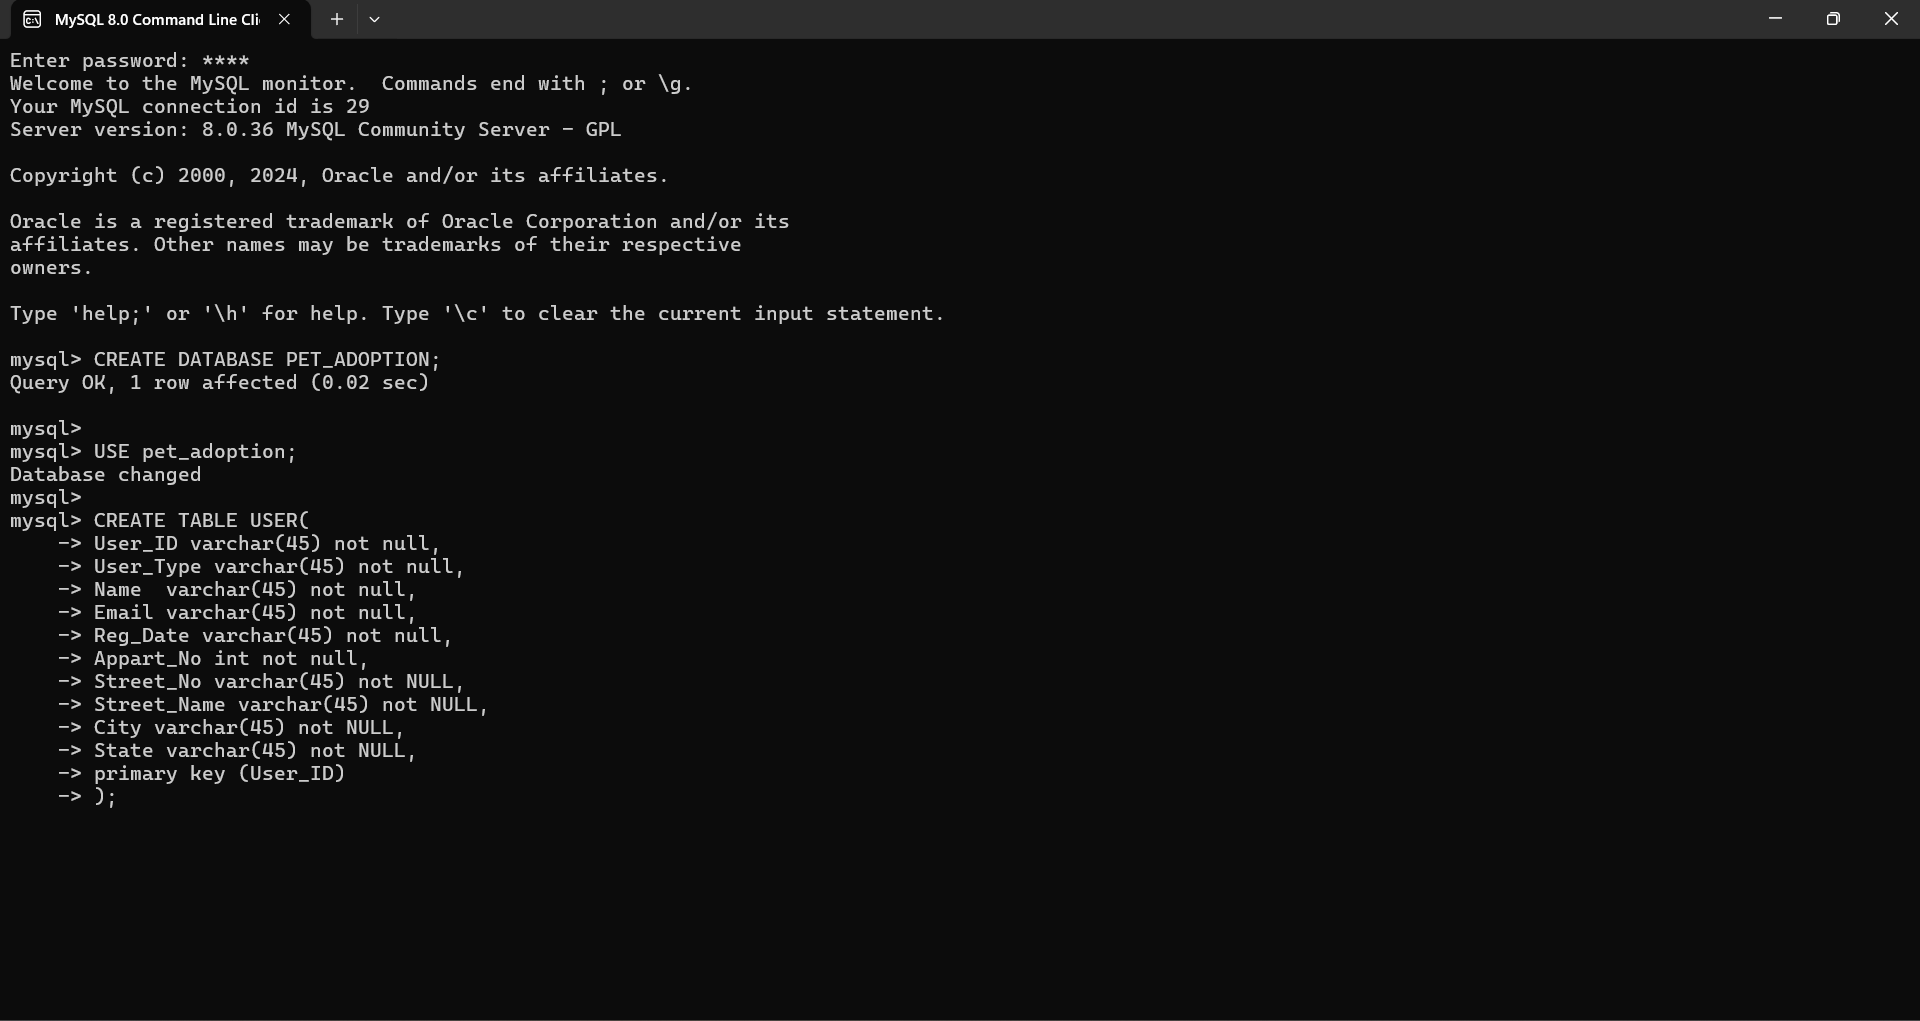 MySQL 8.0 Command Line Cli
Enter password: ****
Welcome to the MySQL monitor.  Commands end with ; or \g.
Your MySQL connection id is 29
Server version: 8.0.36 MySQL Community Server - GPL

Copyright (c) 2000, 2024, Oracle and/or its affiliates.

Oracle is a registered trademark of Oracle Corporation and/or its
affiliates. Other names may be trademarks of their respective
owners.

Type 'help;' or '\h' for help. Type '\c' to clear the current input statement.

mysql> CREATE DATABASE PET_ADOPTION;
Query OK, 1 row affected (0.02 sec)

mysql>
mysql> USE pet_adoption;
Database changed
mysql>
mysql> CREATE TABLE USER(
    -> User_ID varchar(45) not null,
    -> User_Type varchar(45) not null,
    -> Name  varchar(45) not null,
    -> Email varchar(45) not null,
    -> Reg_Date varchar(45) not null,
    -> Appart_No int not null,
    -> Street_No varchar(45) not NULL,
    -> Street_Name varchar(45) not NULL,
    -> City varchar(45) not NULL,
    -> State varchar(45) not NULL,
    -> primary key (User_ID)
    -> );